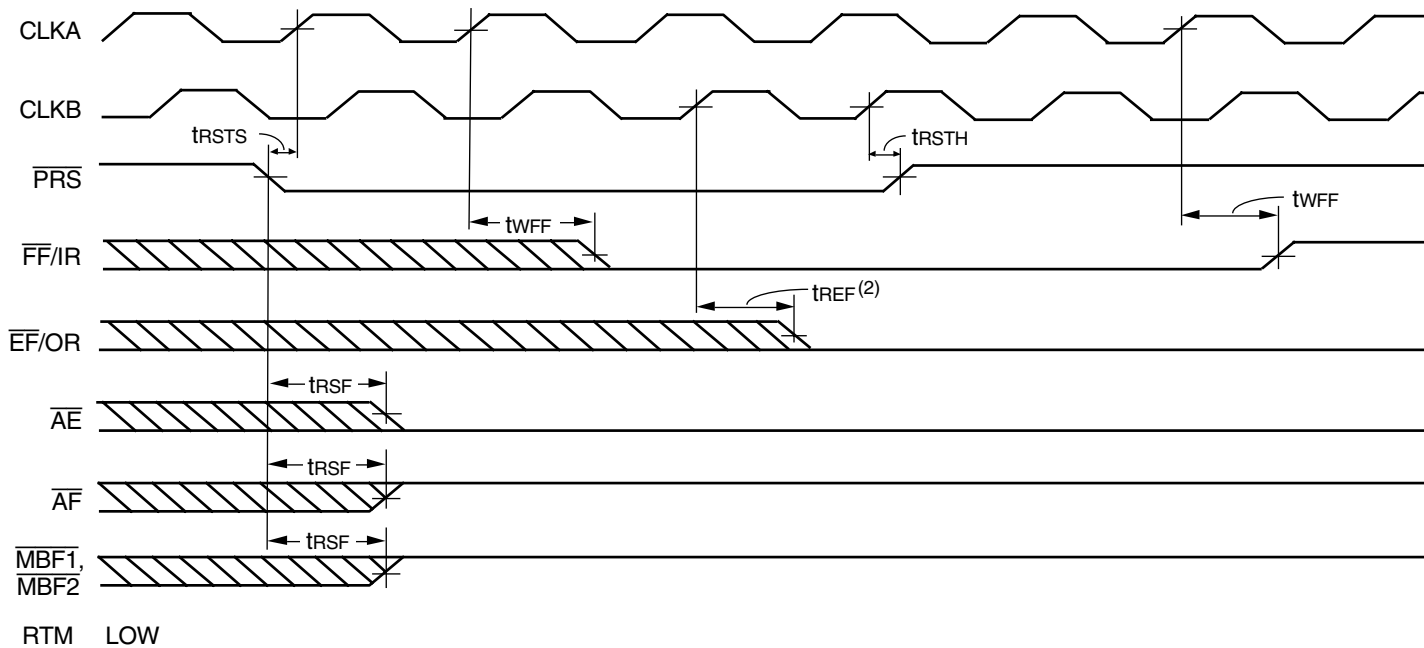 CLKA
CLKB
tRSTS
tRSTH
PRS
tWFF
tWFF
FF/IR
tREF(2)
EF/OR
tRSF
AE
tRSF
AF
tRSF
MBF1,
MBF2
RTM LOW